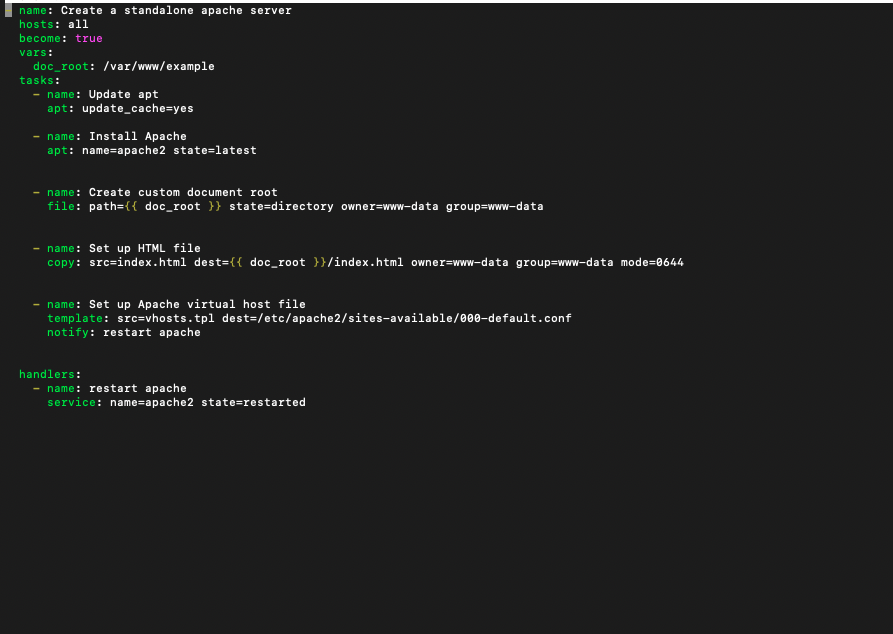 - name: Create a standalone apache server
  hosts: all
  become: true
  vars:
    doc_root: /var/www/example
  tasks:
    - name: Update apt
      apt: update_cache=yes

    - name: Install Apache
      apt: name=apache2 state=latest


    - name: Create custom document root
      file: path={{ doc_root }} state=directory owner=www-data group=www-data


    - name: Set up HTML file
      copy: src=index.html dest={{ doc_root }}/index.html owner=www-data group=www-data mode=0644


    - name: Set up Apache virtual host file
      template: src=vhosts.tpl dest=/etc/apache2/sites-available/000-default.conf
      notify: restart apache


  handlers:
    - name: restart apache
      service: name=apache2 state=restarted